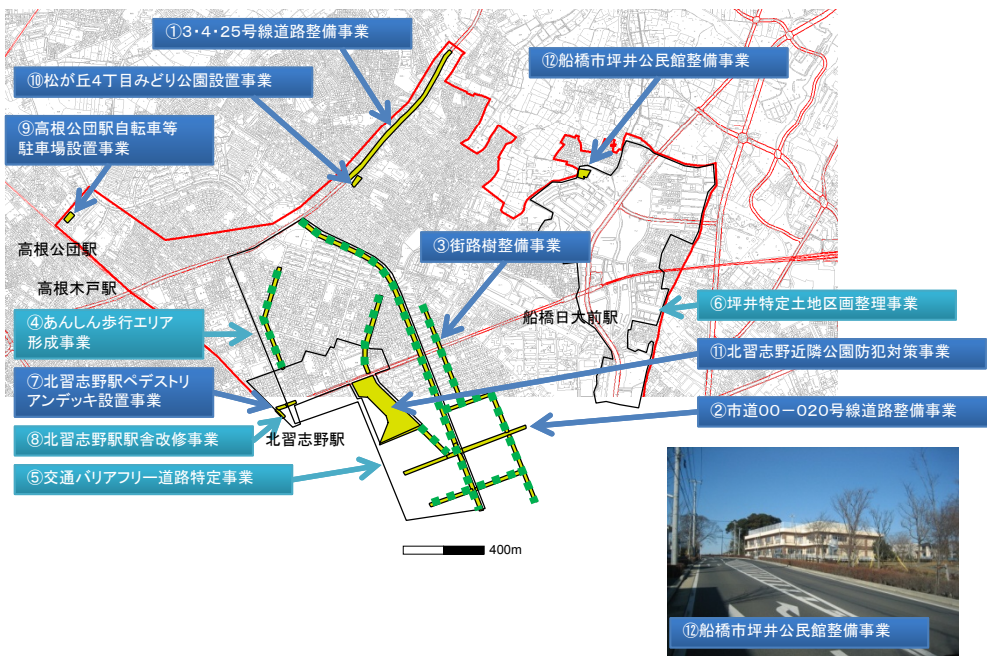 ①3・4・25号線道路整備事業
⑫船橋市坪井公民館整備事業
⑩松が丘4丁目みどり公園設置事業
⑨高根公団駅自転車等
駐車場設置事業
高根公団駅
③街路樹整備事業
高根木戸駅
⑥坪井特定土地区画整理事業
船橋日大前駅
④あんしん歩行エリア
形成事業
⑪北習志野近隣公園防犯対策事業
⑦北習志野駅ペデストリ
アンデッキ設置事業
②市道00－020号線道路整備事業
北習志野駅
⑧北習志野駅駅舎改修事業
⑤交通バリアフリー道路特定事業
400m
⑫船橋市坪井公民館整備事業